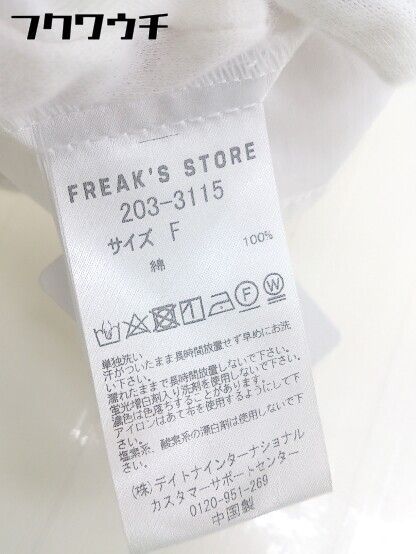 フクワウチ
FREAK'S STORE
203-3115
サイズ F
綿 100%
単独洗い
汗がついたまま長時間放置せず早めにお洗
い下さい。
濡れたままで長時間放置しないで下さい。
蛍光増白剤入り洗剤を使用しないで下さい。
濃色は色落ちすることがあります。
アイロンはあて布を使用するようにして下
さい。
塩素系、酸素系の漂白剤は使用しないで下さい。
(株)デイトナインターナショナル
カスタマーサポートセンター
0120-951-269
中国製